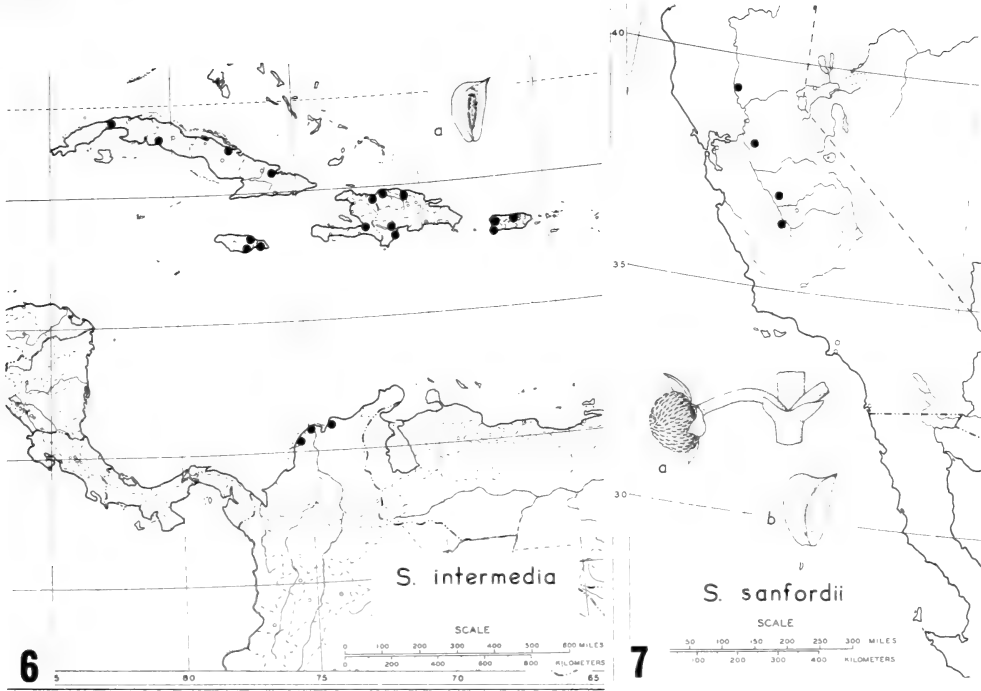 a
S. intermedia
SCALE
0 100 200 300 400 500 600 MILES
0 200 400 600 800 KILOMETERS
6
5 80 75 70 65
40
35
30
a
b
S. sanfordii
SCALE
50 100 150 200 250 300 MILES
100 200 300 400 KILOMETERS
7